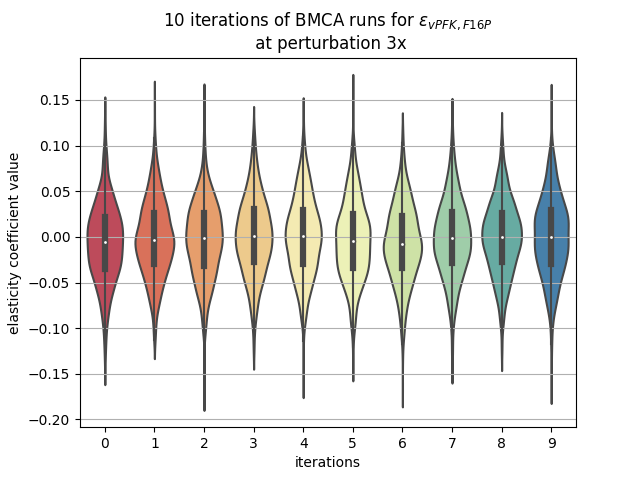 10 iterations of BMCA runs for ε_{vPFK, F16P}
at perturbation 3x
0.15
0.10
0.05
0.00
−0.05
−0.10
−0.15
−0.20
elasticity coefficient value
0 1 2 3 4 5 6 7 8 9
iterations